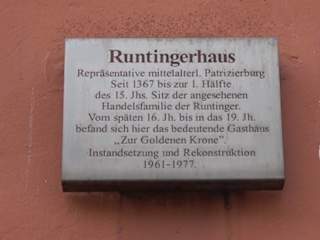 Runtingerhaus
Repräsentative mittelalterl. Patrizierburg
Seit 1367 bis zur 1. Hälfte
des 15. Jhs. Sitz der angesehenen
Handelsfamilie der Runtinger.
Vom späten 16. Jh. bis in das 19. Jh.
befand sich hier das bedeutende Gasthaus
„Zur Goldenen Krone".
Instandsetzung und Rekonstruktion
1961-1977.